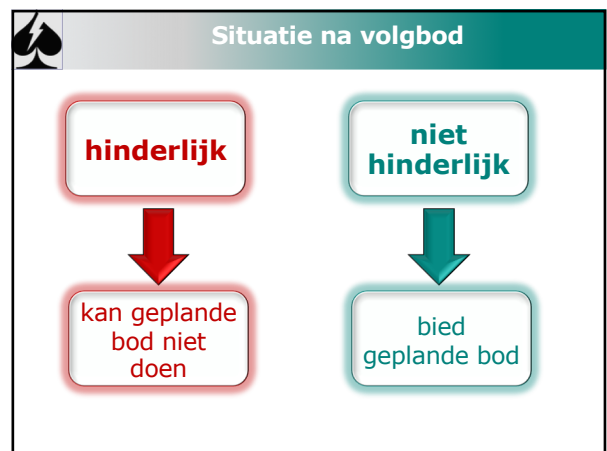 Situatie na volgbod
hinderlijk
niet
hinderlijk
kan geplande
bod niet
doen
bied
geplande bod